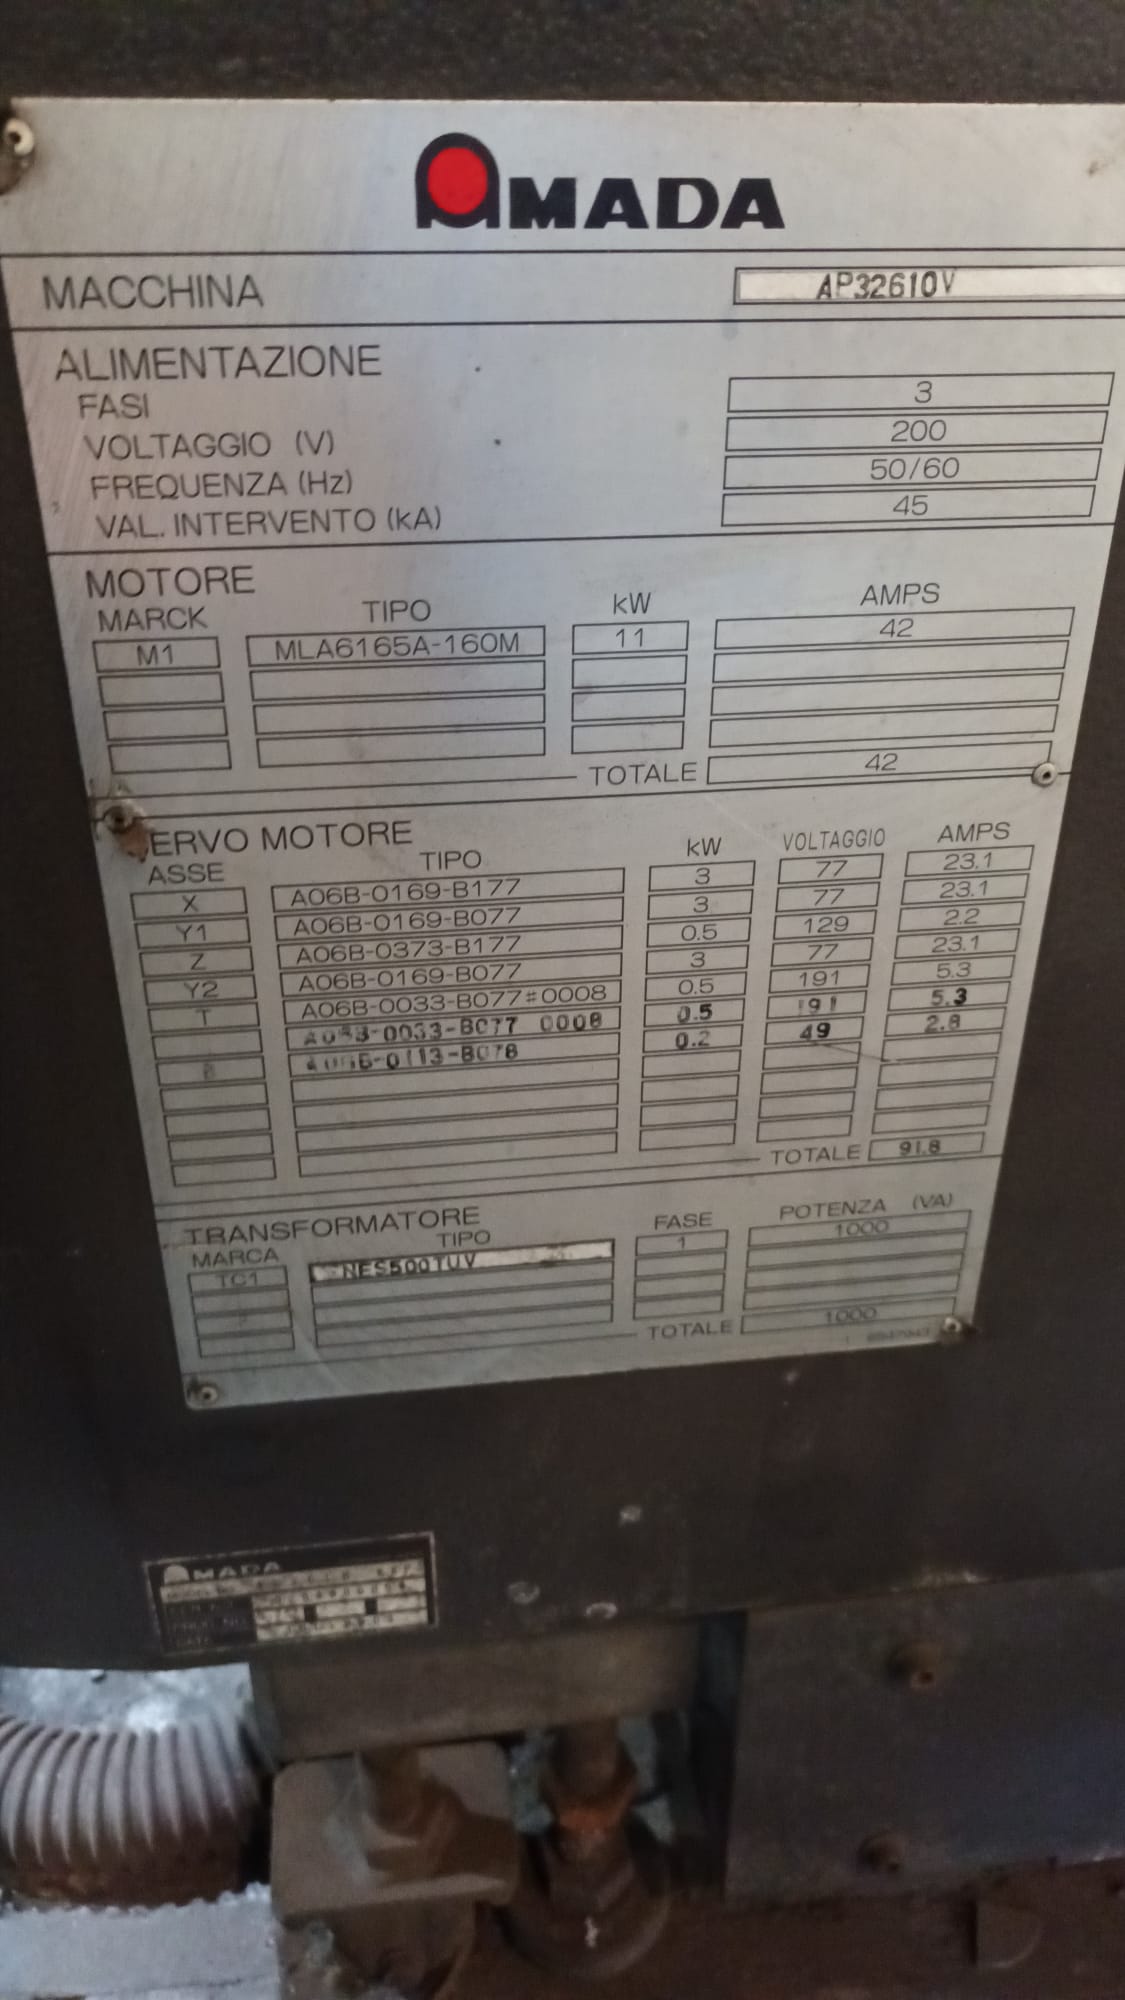 AMADA
MACCHINA AP32610V
ALIMENTAZIONE
FASI 3
VOLTAGGIO (V) 200
FREQUENZA (Hz) 50/60
VAL. INTERVENTO (kA) 45
MOTORE
MARCK TIPO kW AMPS
M1 MLA6165A-160M 11 42
TOTALE 42
ERVO MOTORE
ASSE TIPO kW VOLTAGGIO AMPS
X A06B-0169-B177 3 77 23.1
Y1 A06B-0169-B077 3 77 23.1
Z A06B-0373-B177 0.5 129 2.2
Y2 A06B-0169-B077 3 77 23.1
T A06B-0033-B077#0008 0.5 191 5.3
0008 0.5 5.3
0.2 49 2.8
TOTALE 91.8
TRANSFORMATORE
MARCA TIPO FASE POTENZA (VA)
TC1 NES500TUV 1 1000
TOTALE 1000
AMADA